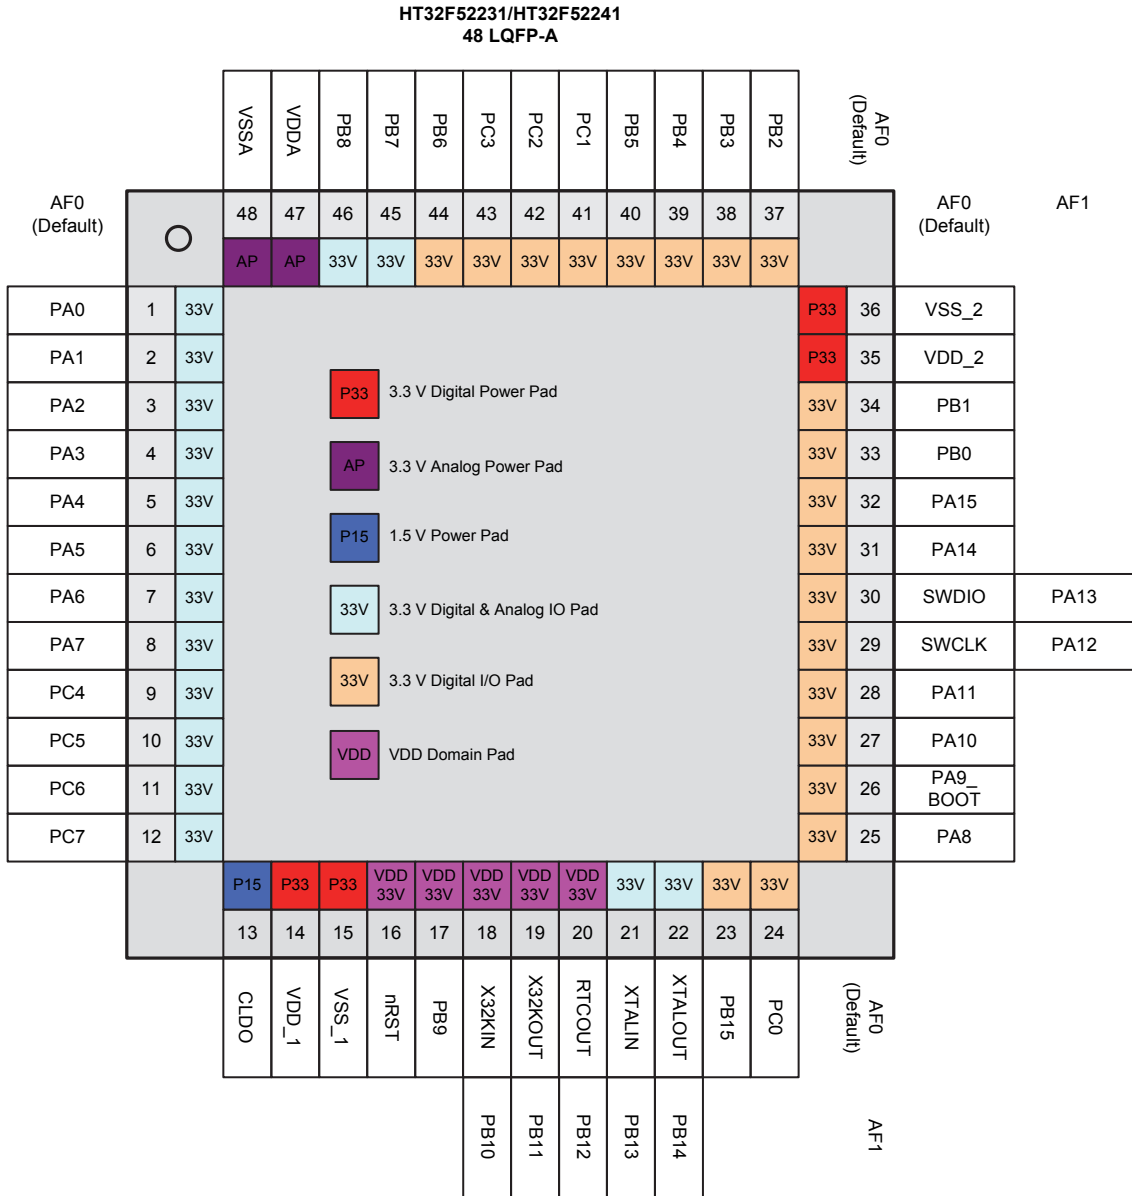 HT32F52231/HT32F52241
48 LQFP-A
VSSA VDDA PB8 PB7 PB6 PC3 PC2 PC1 PB5 PB4 PB3 PB2
AF0
(Default)
AF0
(Default)
48 47 46 45 44 43 42 41 40 39 38 37
AF0
(Default)
AF1
AP AP 33V 33V 33V 33V 33V 33V 33V 33V 33V 33V
PA0 1 33V
P33 36 VSS_2
PA1 2 33V
P33 35 VDD_2
PA2 3 33V
P33 3.3 V Digital Power Pad
33V 34 PB1
PA3 4 33V
AP 3.3 V Analog Power Pad
33V 33 PB0
PA4 5 33V
33V 32 PA15
PA5 6 33V
P15 1.5 V Power Pad
33V 31 PA14
PA6 7 33V
33V 3.3 V Digital & Analog IO Pad
33V 30 SWDIO PA13
PA7 8 33V
33V 29 SWCLK PA12
PC4 9 33V
33V 3.3 V Digital I/O Pad
33V 28 PA11
PC5 10 33V
VDD VDD Domain Pad
33V 27 PA10
PC6 11 33V
33V 26 PA9_
BOOT
PC7 12 33V
33V 25 PA8
P15 P33 P33 VDD VDD VDD VDD VDD 33V 33V 33V 33V
33V 33V 33V 33V 33V
13 14 15 16 17 18 19 20 21 22 23 24
CLDO VDD_1 VSS_1 nRST PB9 X32KIN X32KOUT RTCOUT XTALIN XTALOUT PB15 PC0
AF0
(Default)
PB10 PB11 PB12 PB13 PB14
AF1